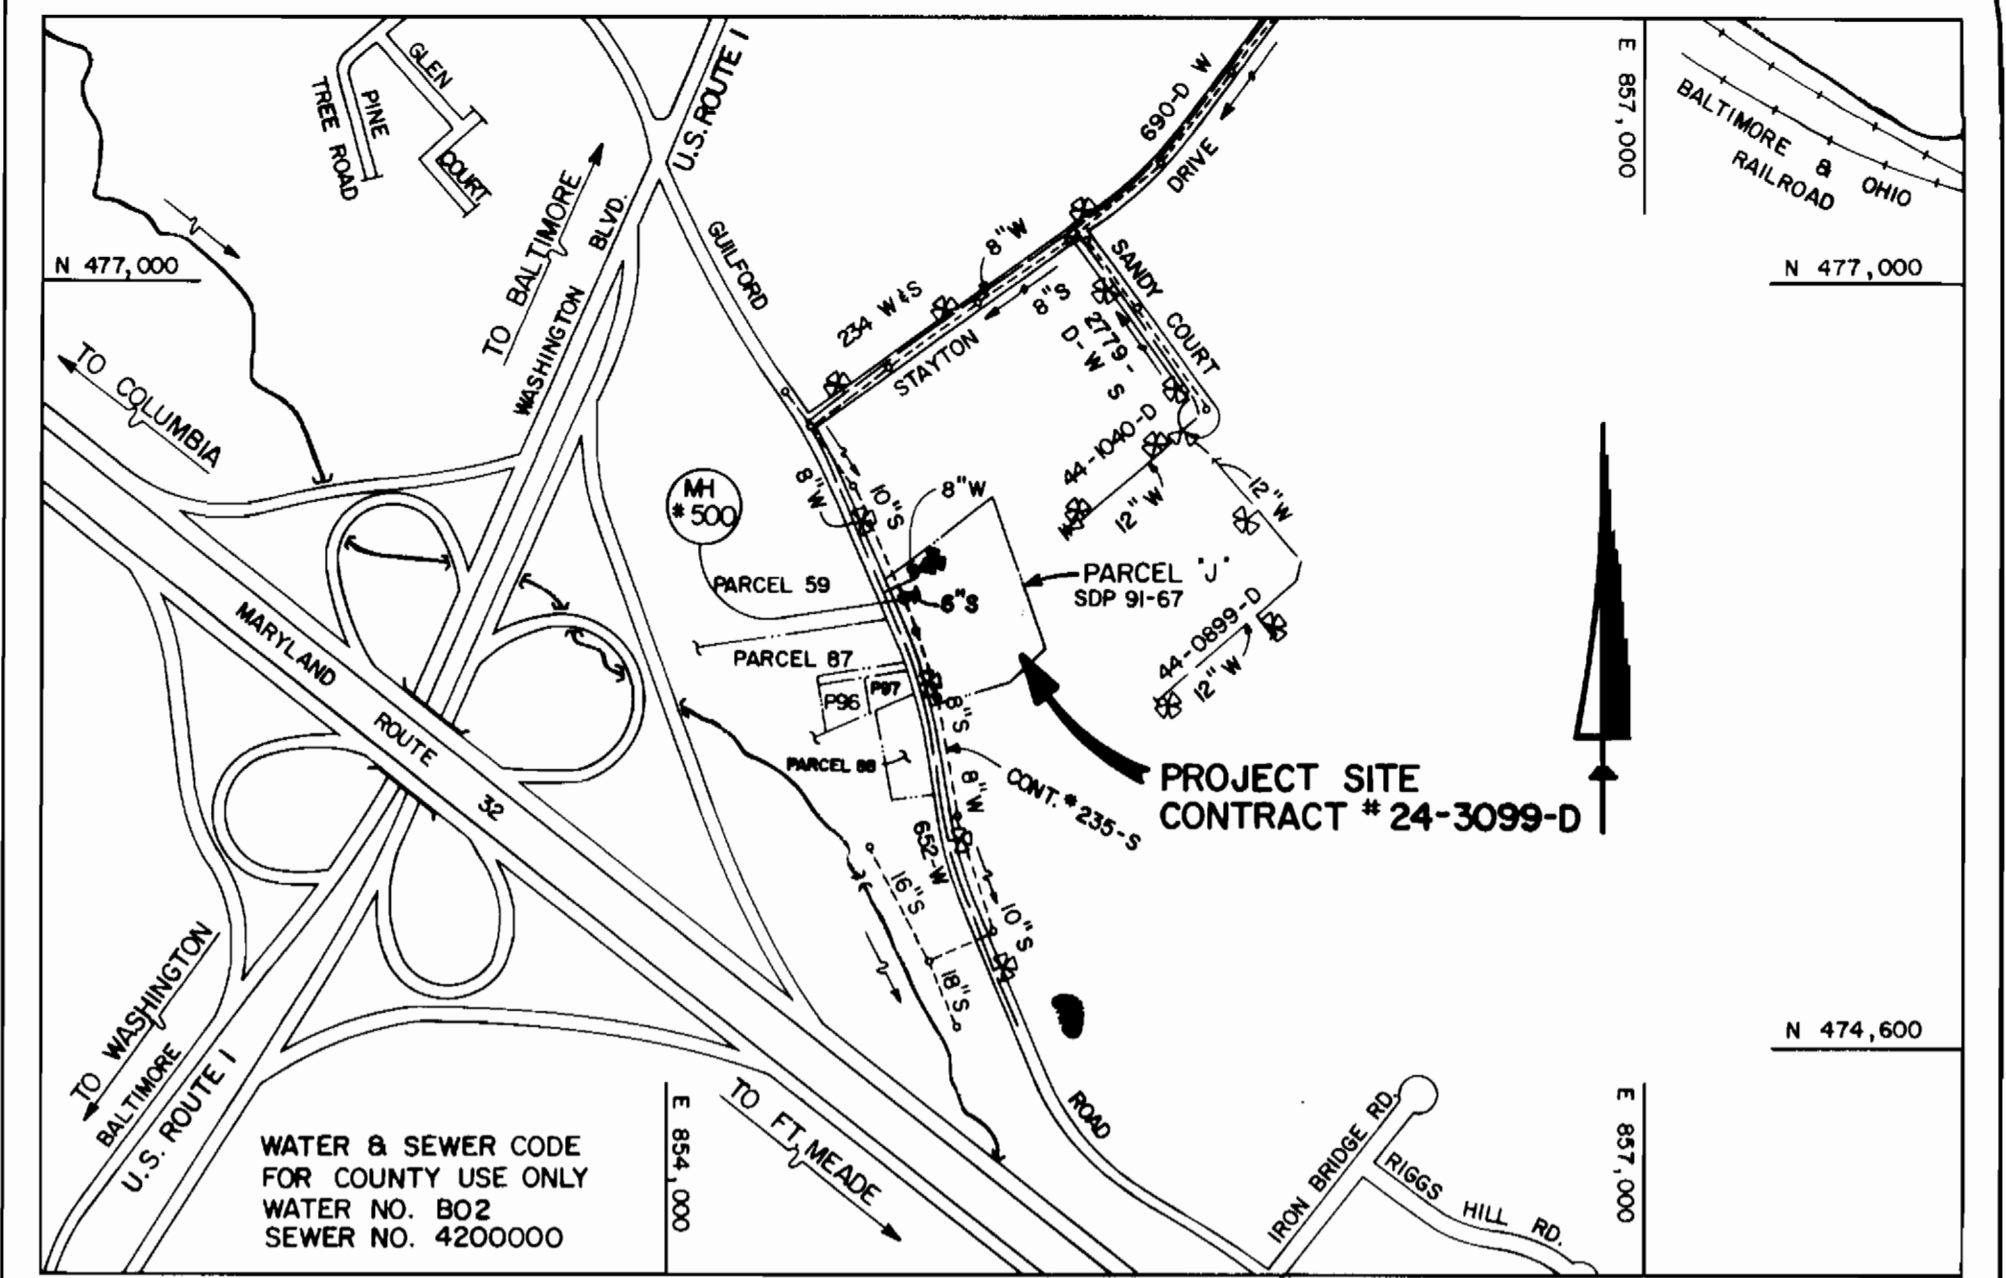 GLEN
PINE
TREE ROAD
COURT
U.S. ROUTE 1
TO BALTIMORE
WASHINGTON BLVD.
GUILFORD
690-D W
DRIVE
E 857,000
BALTIMORE & OHIO
RAILROAD
N 477,000
N 477,000
TO COLUMBIA
8"W
234 W&S
8"S
STAYTON
SANDY COURT
2779-
D-W S
44-1040-D
12" W
12"W
8"W
10"S
8"W
MH
#500
PARCEL 59
6"S
PARCEL "J"
SDP 91-67
44-0899-D
12" W
PARCEL 87
P96
P97
8"S
PARCEL 88
8"W
CONT. #235-S
652-W
PROJECT SITE
CONTRACT #24-3099-D
MARYLAND
ROUTE
32
16"S
10"S
18"S
N 474,600
TO WASHINGTON
BALTIMORE
U.S. ROUTE 1
WATER & SEWER CODE
FOR COUNTY USE ONLY
WATER NO. B02
SEWER NO. 4200000
E 854,000
TO FT. MEADE
ROAD
IRON BRIDGE RD.
RIGGS HILL RD.
E 857,000